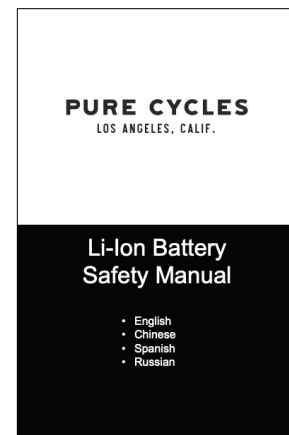 PURE CYCLES
LOS ANGELES, CALIF.
Li-Ion Battery
Safety Manual
• English
• Chinese
• Spanish
• Russian